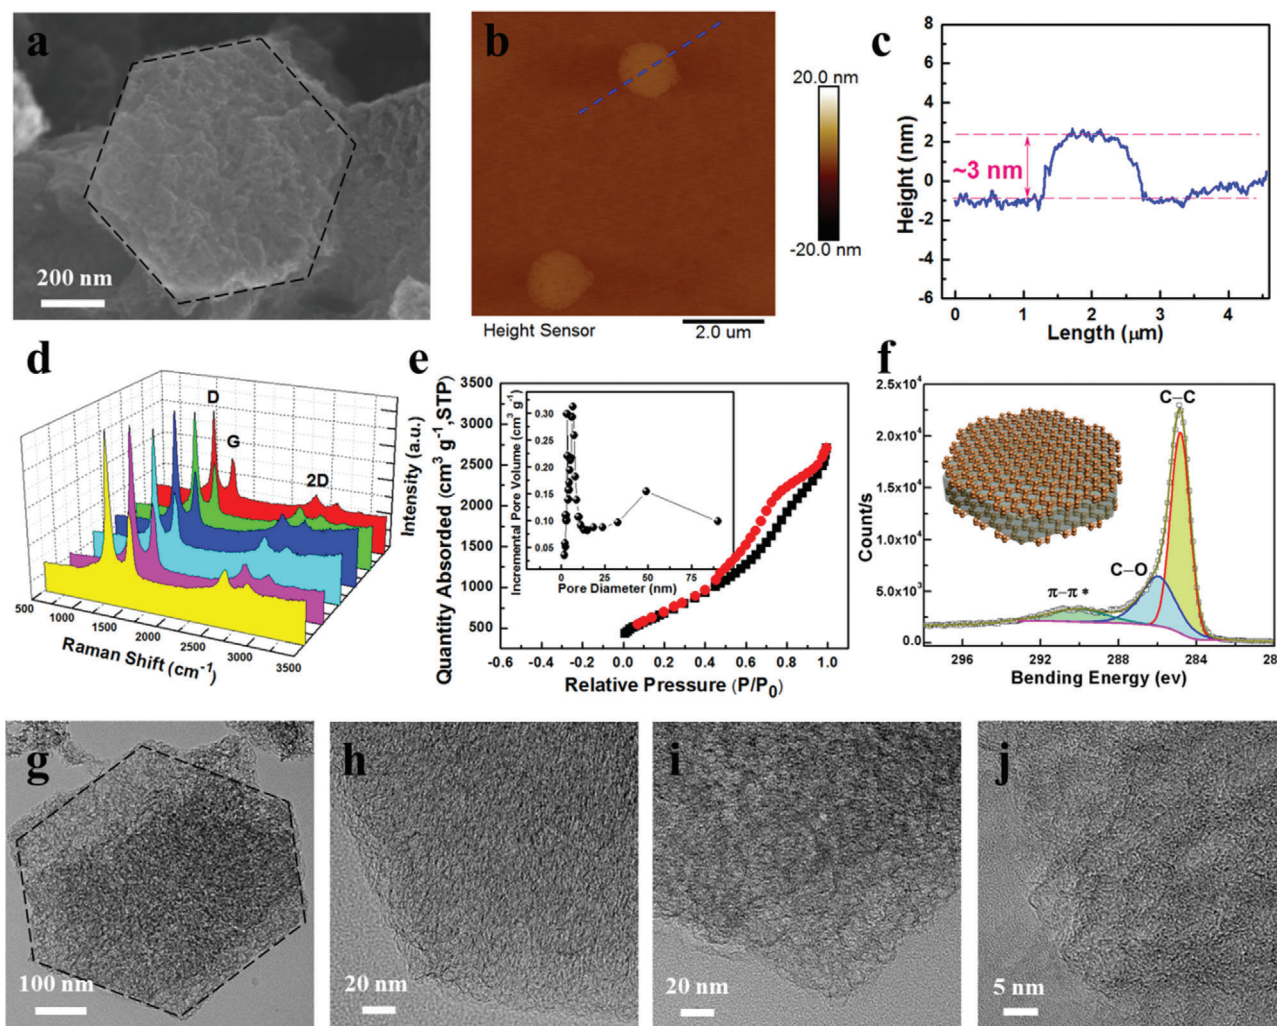 a
200 nm
b
20.0 nm
-20.0 nm
Height Sensor
2.0 um
c
8
6
4
2
0
-2
-4
-6
Height (nm)
~3 nm
0 1 2 3 4
Length (μm)
d
D
G
2D
Intensity (a.u.)
500 1000 1500 2000 2500 3000 3500
Raman Shift (cm⁻¹)
e
Quantity Absorded (cm³ g⁻¹,STP)
3500
3000
2500
2000
1500
1000
500
-0.6 -0.4 -0.2 0.0 0.2 0.4 0.6 0.8 1.0
Relative Pressure (P/P₀)
Incremental Pore Volume (cm³ g⁻¹)
0.30
0.25
0.20
0.15
0.10
0.05
0 25 50 75
Pore Diameter (nm)
f
Count/s
2.5x10⁴
2.0x10⁴
1.5x10⁴
1.0x10⁴
5.0x10³
0.0
C–C
C–O
π–π *
296 292 288 284 28
Bending Energy (ev)
g
100 nm
h
20 nm
i
20 nm
j
5 nm